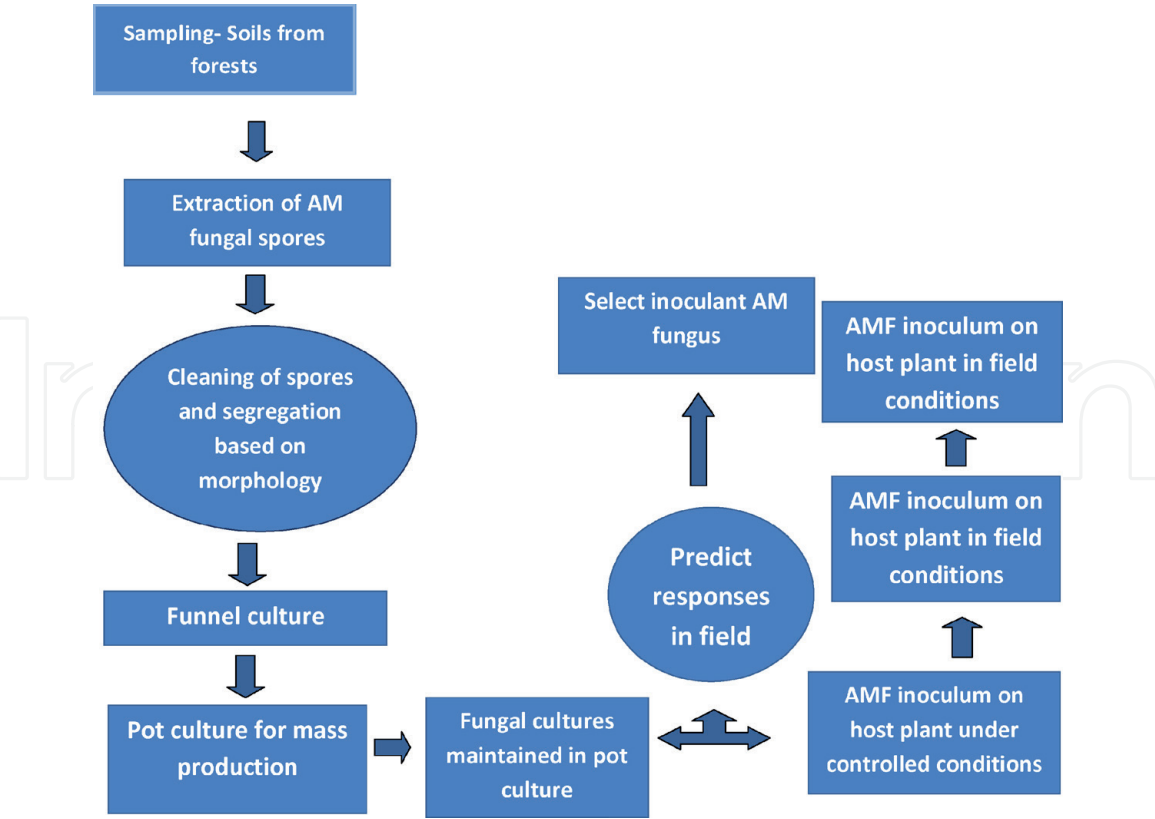 Sampling- Soils from
forests
Extraction of AM
fungal spores
Cleaning of spores
and segregation
based on
morphology
Funnel culture
Pot culture for mass
production
Fungal cultures
maintained in pot
culture
Predict
responses
in field
Select inoculant AM
fungus
AMF inoculum on
host plant under
controlled conditions
AMF inoculum on
host plant in field
conditions
AMF inoculum on
host plant in field
conditions